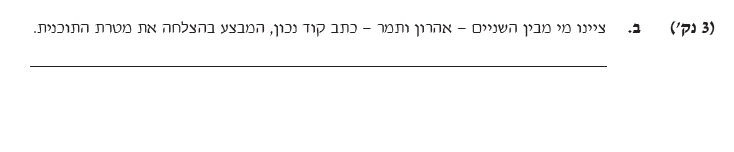 (3 נק') ב. ציינו מי מבין השניים – אהרון ותמר – כתב קוד נכון, המבצע בהצלחה את מטרת התוכנית.